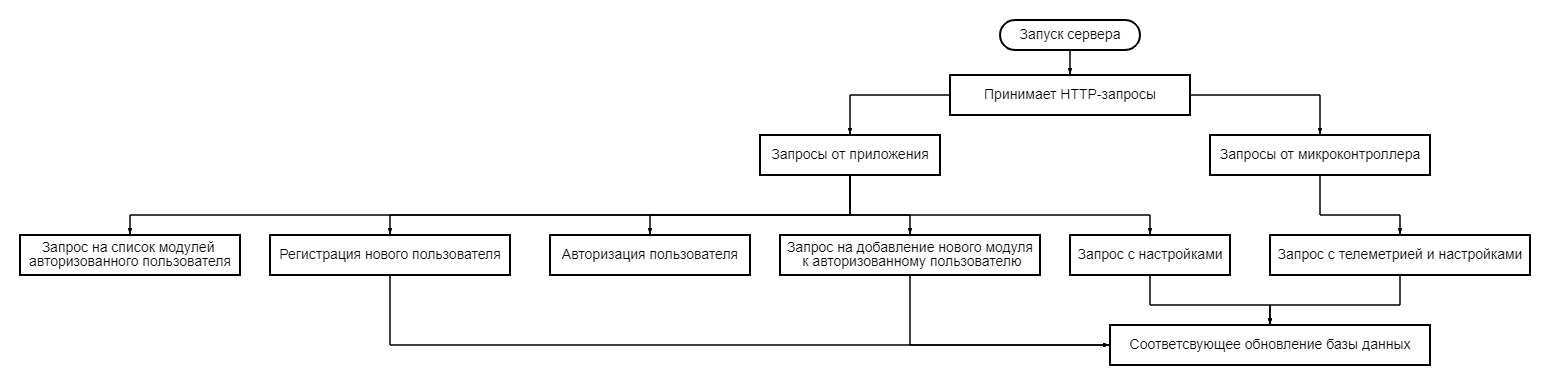 Запуск сервера
Принимает HTTP-запросы
Запросы от приложения
Запросы от микроконтроллера
Запрос на список модулей
авторизованного пользователя
Регистрация нового пользователя
Авторизация пользователя
Запрос на добавление нового модуля
к авторизованному пользователю
Запрос с настройками
Запрос с телеметрией и настройками
Соответсвующее обновление базы данных